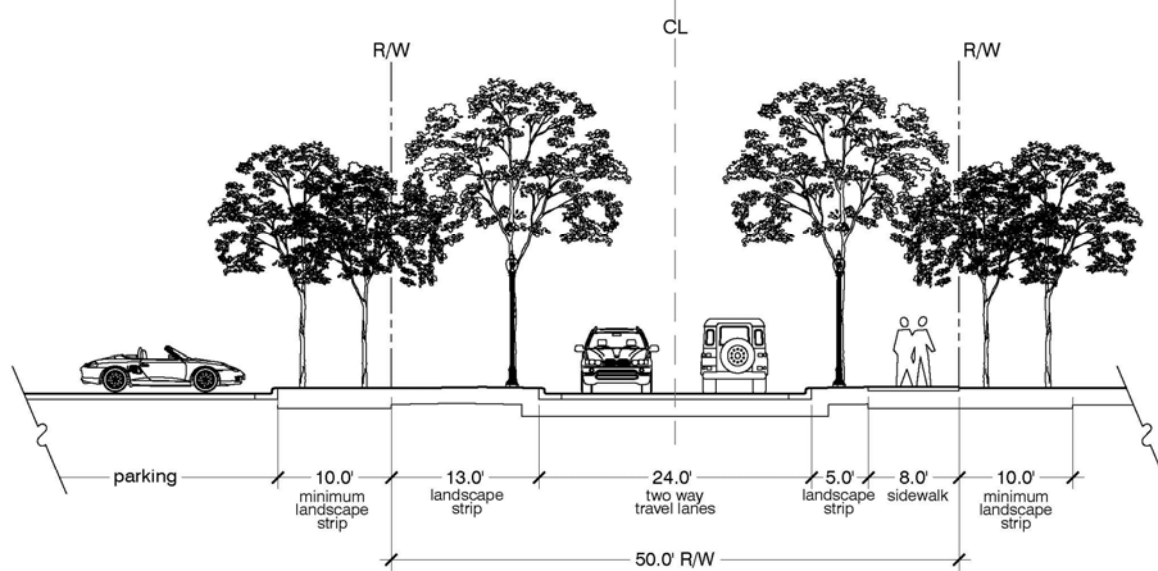 CL
R/W
R/W
parking
10.0'
minimum
landscape
strip
13.0'
landscape
strip
24.0'
two way
travel lanes
5.0'
landscape
strip
8.0'
sidewalk
10.0'
minimum
landscape
strip
50.0' R/W